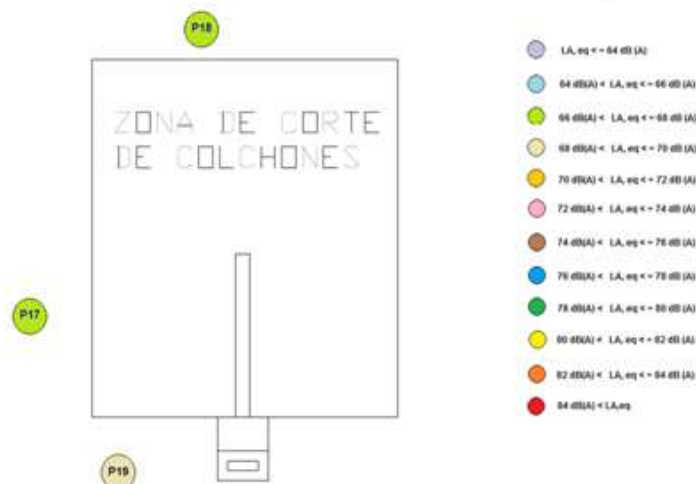 P18
ZONA DE CORTE
DE COLCHONES
P17
P19
LA, eq < = 64 dB (A)
64 dB(A) < LA, eq < = 66 dB (A)
66 dB(A) < LA, eq < = 68 dB (A)
68 dB(A) < LA, eq < = 70 dB (A)
70 dB(A) < LA, eq < = 72 dB (A)
72 dB(A) < LA, eq < = 74 dB (A)
74 dB(A) < LA, eq < = 76 dB (A)
76 dB(A) < LA, eq < = 78 dB (A)
78 dB(A) < LA, eq < = 80 dB (A)
80 dB(A) < LA, eq < = 82 dB (A)
82 dB(A) < LA, eq < = 84 dB (A)
84 dB(A) < LA,eq